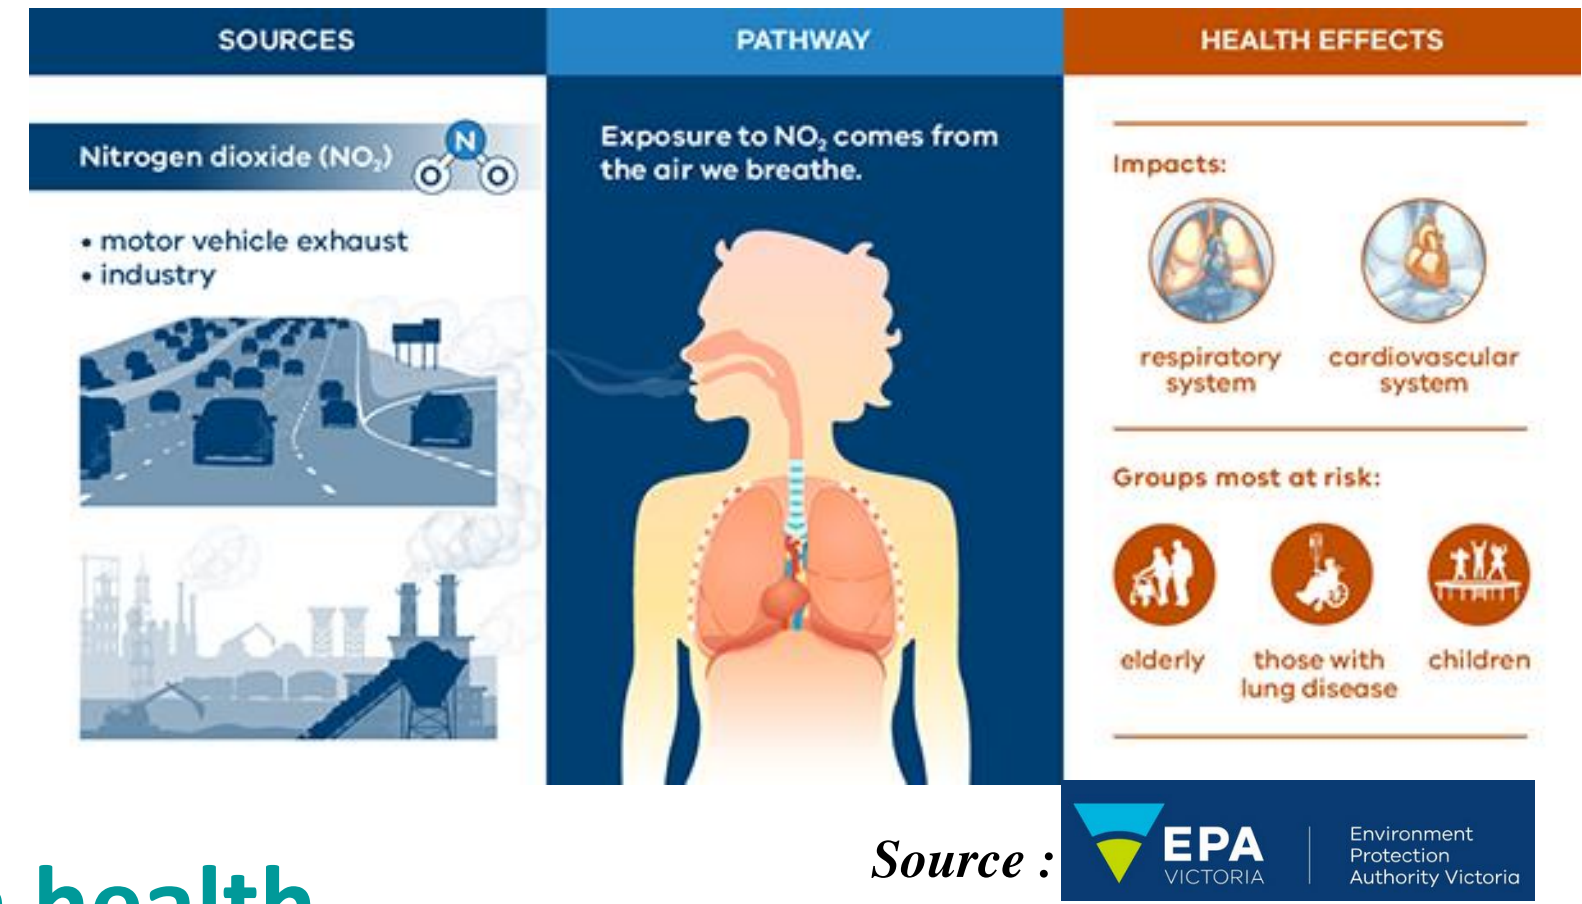 SOURCES
Nitrogen dioxide (NO₂)
N
O O
• motor vehicle exhaust
• industry
PATHWAY
Exposure to NO₂ comes from
the air we breathe.
HEALTH EFFECTS
Impacts:
respiratory
system
cardiovascular
system
Groups most at risk:
elderly
those with
lung disease
children
Source :
EPA
VICTORIA
Environment
Protection
Authority Victoria
health